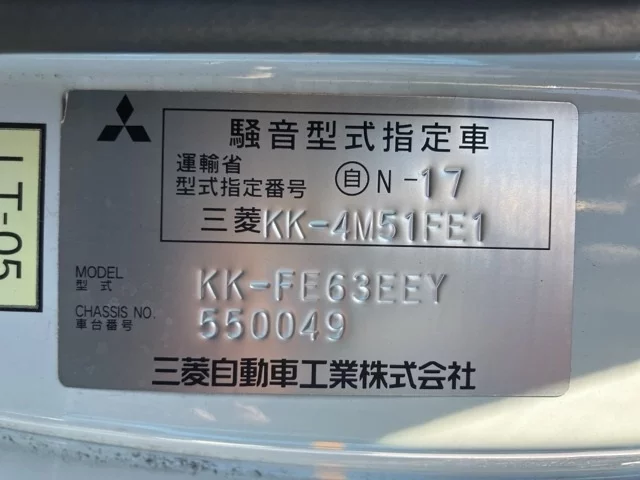 騒音型式指定車
運輸省
型式指定番号
自 N-17
三菱KK-4M51FE1
MODEL
型式
KK-FE63EEY
CHASSIS NO.
車台番号
550049
三菱自動車工業株式会社
LT-05